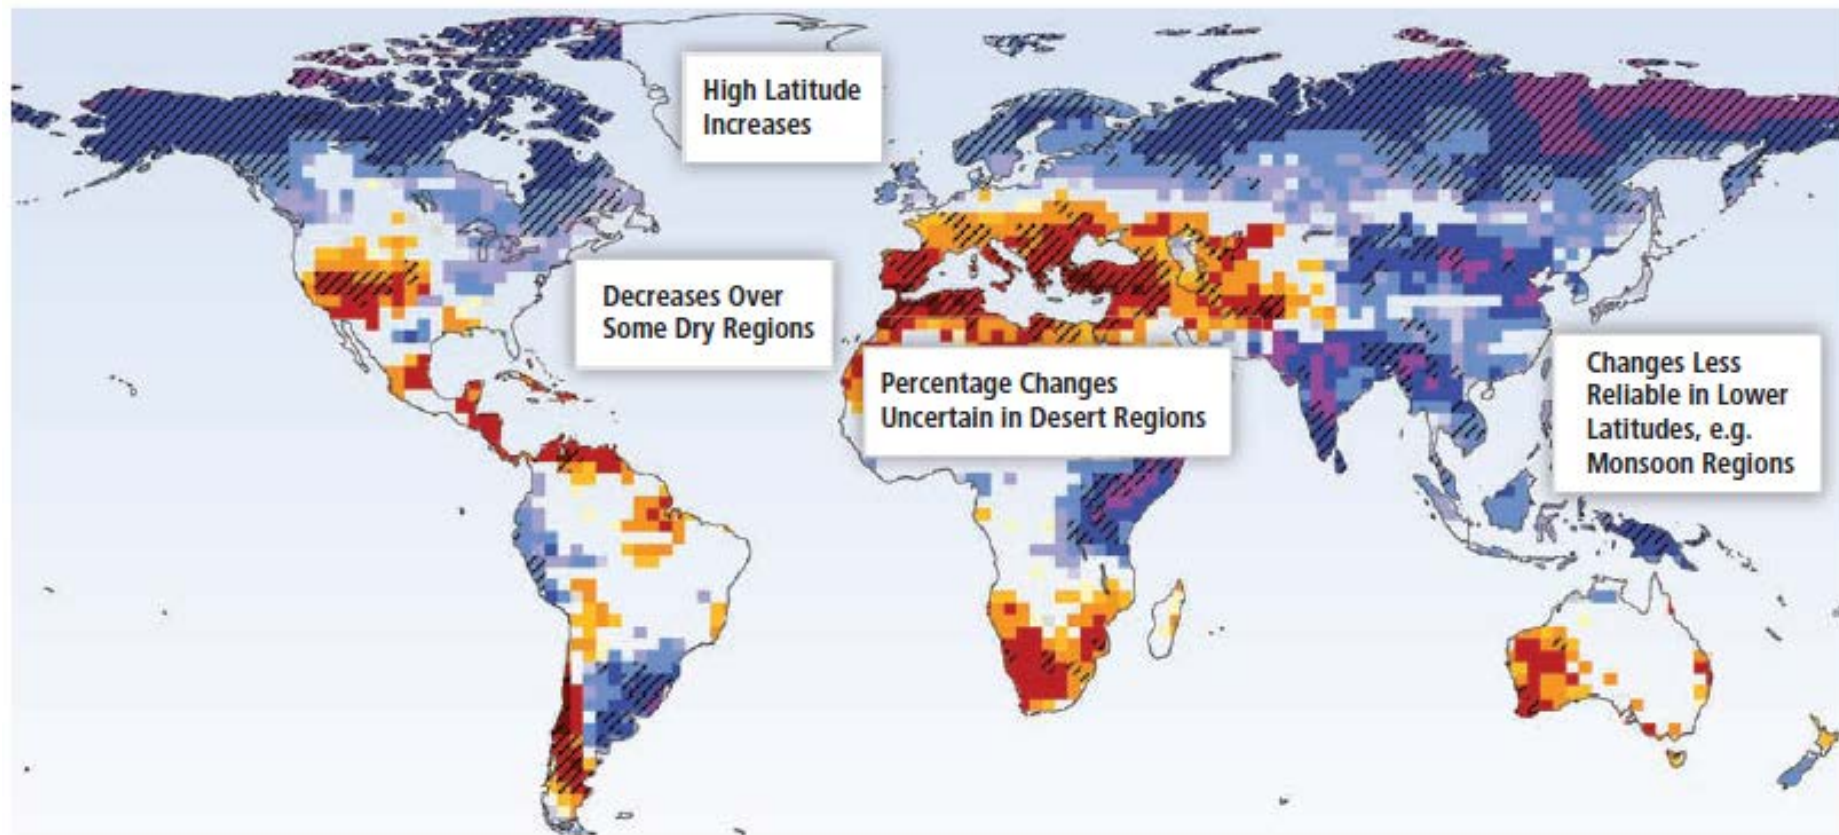 High Latitude
Increases
Decreases Over
Some Dry Regions
Percentage Changes
Uncertain in Desert Regions
Changes Less
Reliable in Lower
Latitudes, e.g.
Monsoon Regions